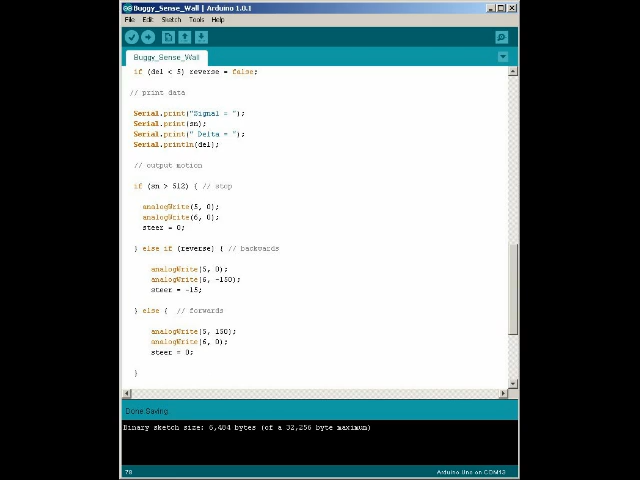 Buggy_Sense_Wall | Arduino 1.0.1
File Edit Sketch Tools Help
Buggy_Sense_Wall
if (del < 5) reverse = false;
// print data
Serial.print("Signal = ");
Serial.print(sn);
Serial.print(" Delta = ");
Serial.println(del);
// output motion
if (sn > 512) { // stop
analogWrite(5, 0);
analogWrite(6, 0);
steer = 0;
} else if (reverse) { // backwards
analogWrite(5, 0);
analogWrite(6, -150);
steer = -15;
} else { // forwards
analogWrite(5, 150);
analogWrite(6, 0);
steer = 0;
}
Done Saving.
Binary sketch size: 6,484 bytes (of a 32,256 byte maximum)
78 Arduino Uno on COM13